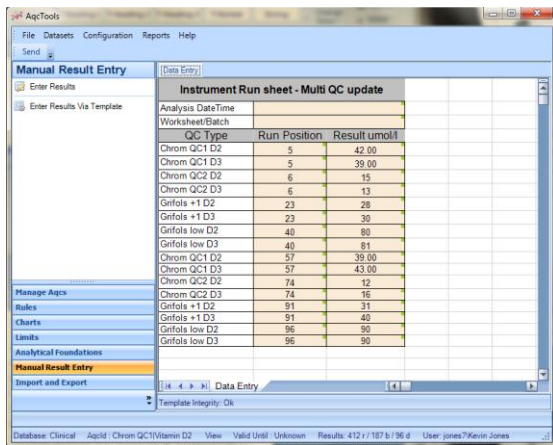 AqcTools
File Datasets Configuration Reports Help
Send
Manual Result Entry
Enter Results
Enter Results Via Template
Manage Aqcs
Rules
Charts
Limits
Analytical Foundations
Manual Result Entry
Import and Export
Data Entry
Instrument Run sheet - Multi QC update
Analysis DateTime
Worksheet/Batch
QC Type Run Position Result umol/l
Chrom QC1 D2 5 42.00
Chrom QC1 D3 5 39.00
Chrom QC2 D2 6 15
Chrom QC2 D3 6 13
Grifols +1 D2 23 28
Grifols +1 D3 23 30
Grifols low D2 40 80
Grifols low D3 40 81
Chrom QC1 D2 57 39.00
Chrom QC1 D3 57 43.00
Chrom QC2 D2 74 12
Chrom QC2 D3 74 16
Grifols +1 D2 91 31
Grifols +1 D3 91 40
Grifols low D2 96 90
Grifols low D3 96 90
Data Entry
Template Integrity: Ok
Database: Clinical AqcId : Chrom QC1|Vitamin D2 View Valid Until : Unknown Results: 412 r / 187 b / 96 d User: jones7\Kevin Jones